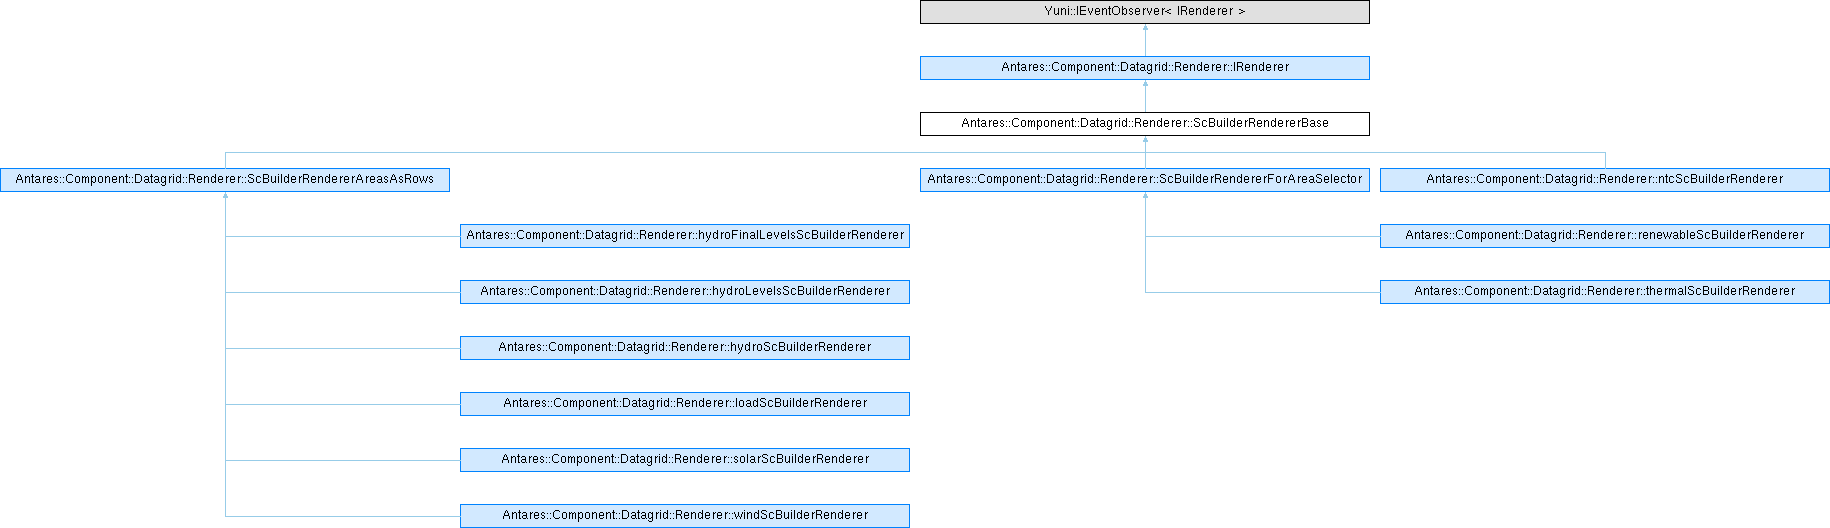 Yuni::IEventObserver< IRenderer >
Antares::Component::Datagrid::Renderer::IRenderer
Antares::Component::Datagrid::Renderer::ScBuilderRendererBase
Antares::Component::Datagrid::Renderer::ScBuilderRendererAreasAsRows
Antares::Component::Datagrid::Renderer::ScBuilderRendererForAreaSelector
Antares::Component::Datagrid::Renderer::ntcScBuilderRenderer
Antares::Component::Datagrid::Renderer::hydroFinalLevelsScBuilderRenderer
Antares::Component::Datagrid::Renderer::renewableScBuilderRenderer
Antares::Component::Datagrid::Renderer::hydroLevelsScBuilderRenderer
Antares::Component::Datagrid::Renderer::thermalScBuilderRenderer
Antares::Component::Datagrid::Renderer::hydroScBuilderRenderer
Antares::Component::Datagrid::Renderer::loadScBuilderRenderer
Antares::Component::Datagrid::Renderer::solarScBuilderRenderer
Antares::Component::Datagrid::Renderer::windScBuilderRenderer